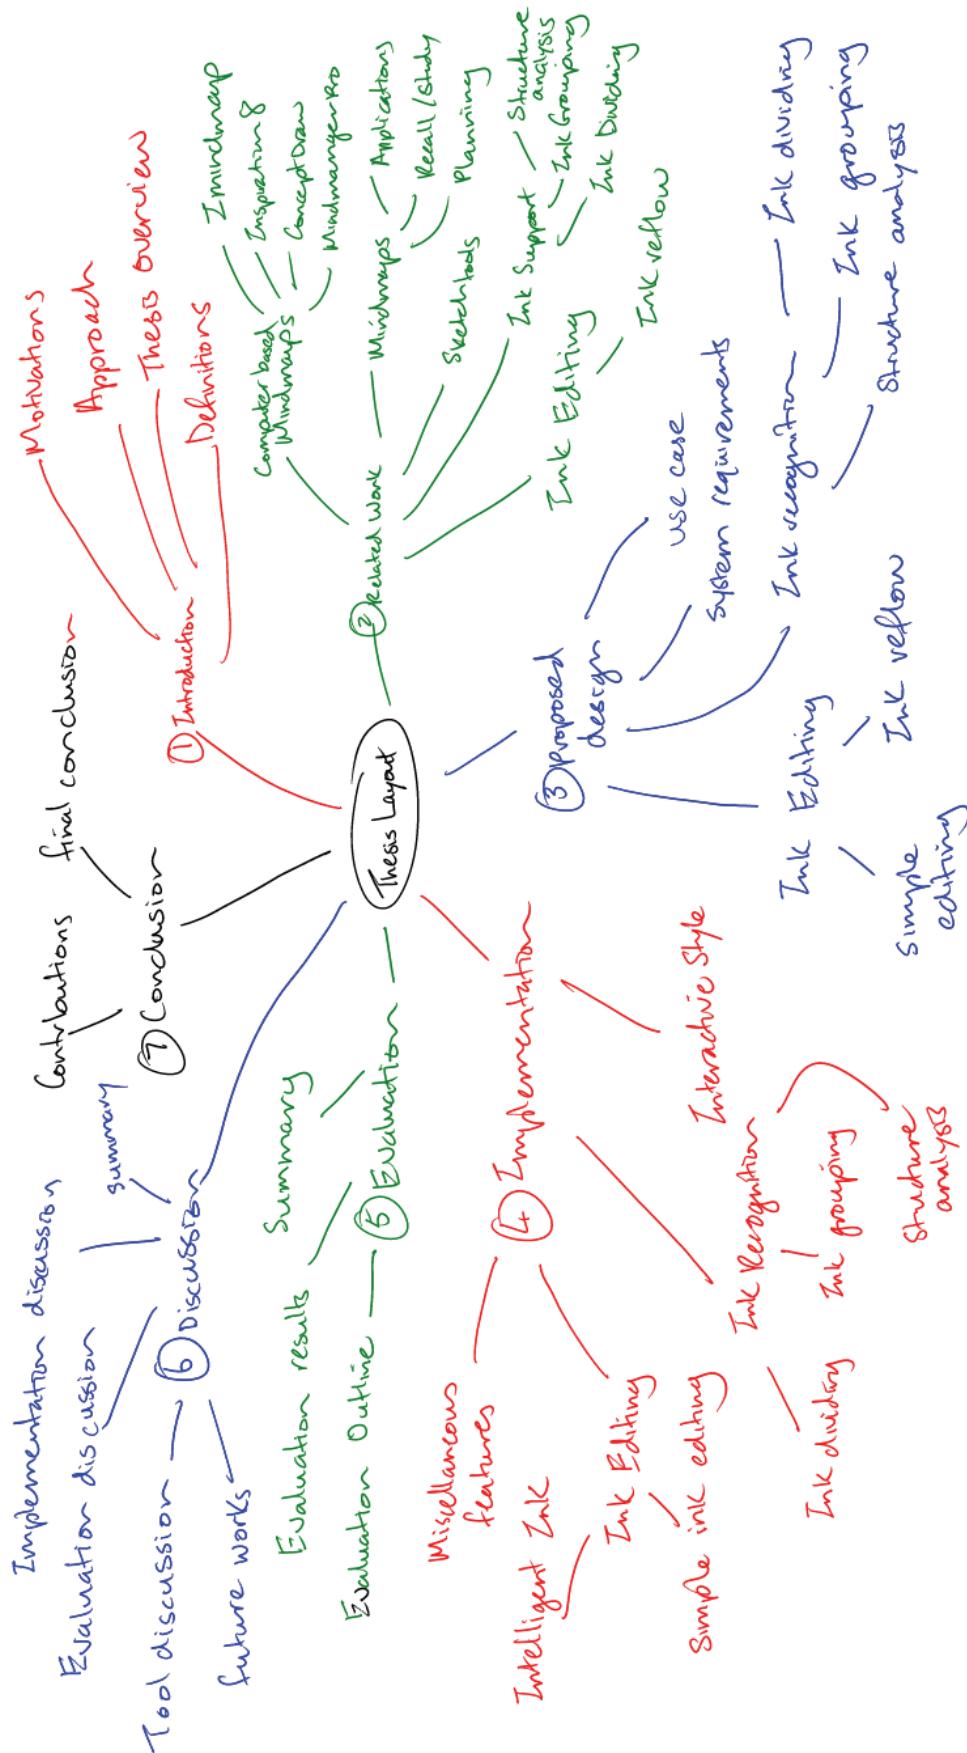 Thesis Layout
① Introduction
Motivations
Approach
Thesis overview
Definitions
② Related Work
Computer based
Mindmaps
Imindmap
Inspiration 8
ConceptDraw
MindmangerPro
Mindmaps
Applications
Recall/study
Planning
Sketchtools
Ink Support
Structure
analysis
Ink Grouping
Ink Dividing
Ink Editing
Ink reflow
③ Proposed
design
use case
System requirements
Ink recognition
Ink dividing
Ink grouping
Structure analysis
Ink Editing
Ink reflow
Simple
editing
④ Implementation
Interactive Style
Ink Recognition
Structure
analysis
Ink grouping
Ink dividing
Ink Editing
Simple ink editing
Intelligent Ink
Miscellaneous
features
⑤ Evaluation
Summary
Evaluation results
Evaluation Outline
⑥ Discussion
summary
Implementation discussion
Evaluation discussion
Tool discussion
future works
⑦ Conclusion
Contributions
final conclusion